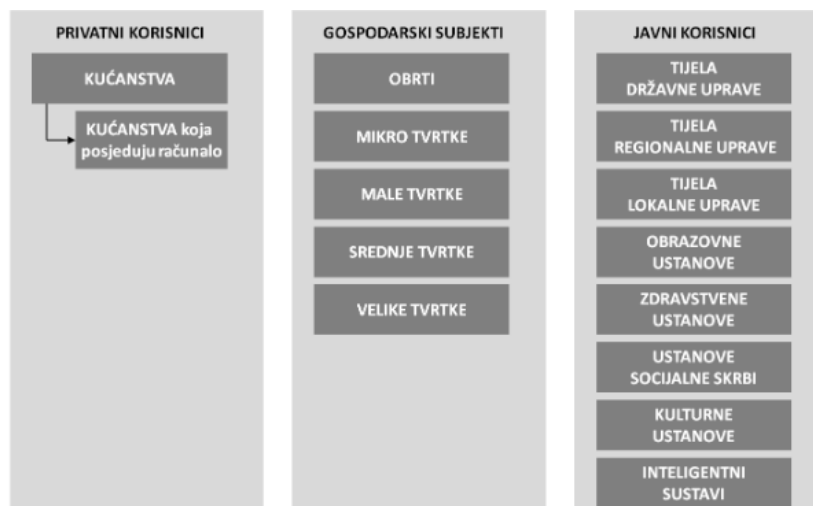 PRIVATNI KORISNICI
KUĆANSTVA
KUĆANSTVA koja
posjeduju računalo
GOSPODARSKI SUBJEKTI
OBRTI
MIKRO TVRTKE
MALE TVRTKE
SREDNJE TVRTKE
VELIKE TVRTKE
JAVNI KORISNICI
TIJELA
DRŽAVNE UPRAVE
TIJELA
REGIONALNE UPRAVE
TIJELA
LOKALNE UPRAVE
OBRAZOVNE
USTANOVE
ZDRAVSTVENE
USTANOVE
USTANOVE
SOCIJALNE SKRBI
KULTURNE
USTANOVE
INTELIGENTNI
SUSTAVI